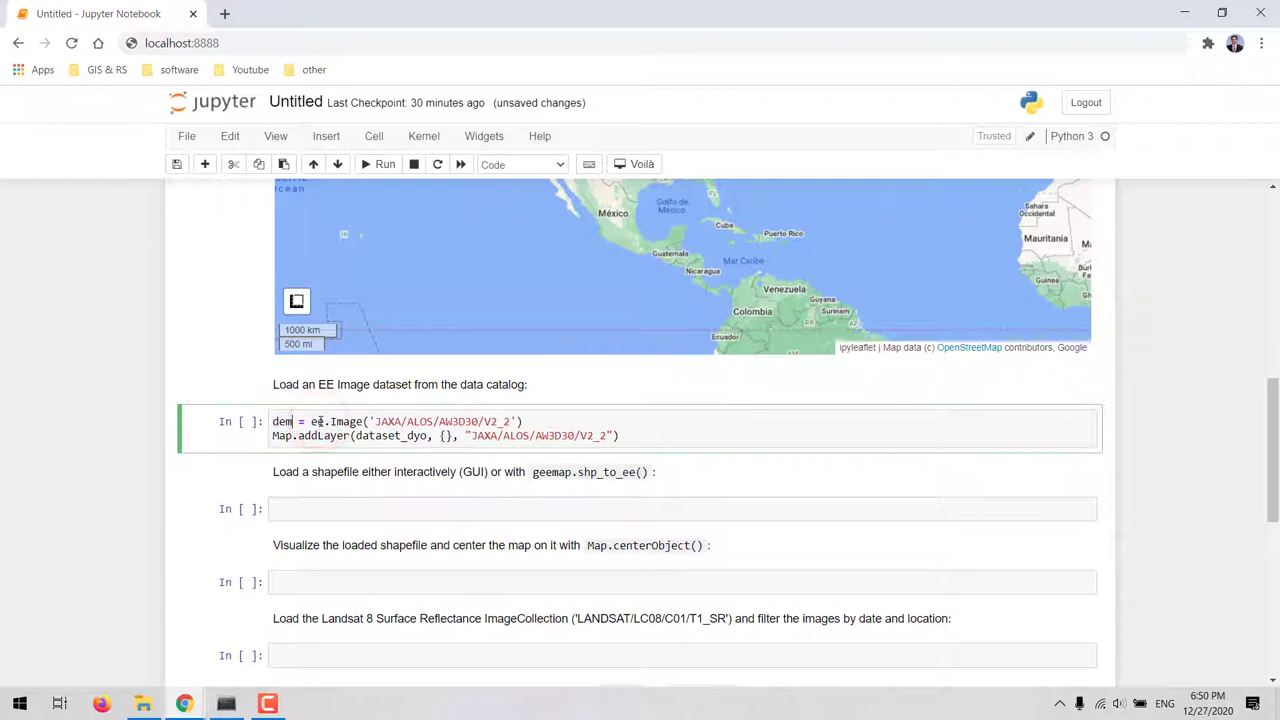 Untitled - Jupyter Notebook
localhost:8888
Apps GIS & RS software Youtube other
jupyter Untitled Last Checkpoint: 30 minutes ago (unsaved changes) Logout
File Edit View Insert Cell Kernel Widgets Help Trusted Python 3
Run Code Voilà
cean
México
Golfo de México
FL
Cuba
Puerto Rico
Guatemala
Mar Caribe
Nicaragua
Venezuela
Guyana
Surinam
Colombia
RR
AP
Ecuador
AM
Sahara Occidental
Mauritania
Guinea
1000 km
500 mi
ipyleaflet | Map data (c) OpenStreetMap contributors, Google
Load an EE Image dataset from the data catalog:
In [ ]: dem = ee.Image('JAXA/ALOS/AW3D30/V2_2')
Map.addLayer(dataset_dyo, {}, "JAXA/ALOS/AW3D30/V2_2")
Load a shapefile either interactively (GUI) or with geemap.shp_to_ee() :
In [ ]:
Visualize the loaded shapefile and center the map on it with Map.centerObject() :
In [ ]:
Load the Landsat 8 Surface Reflectance ImageCollection ('LANDSAT/LC08/C01/T1_SR') and filter the images by date and location:
In [ ]:
ENG
6:50 PM
12/27/2020